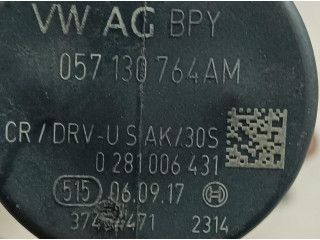 VW AG BPY
057 130 764AM
CR/DRV-U S AK/30S
0 281 006 431
515 06.09.17
2314